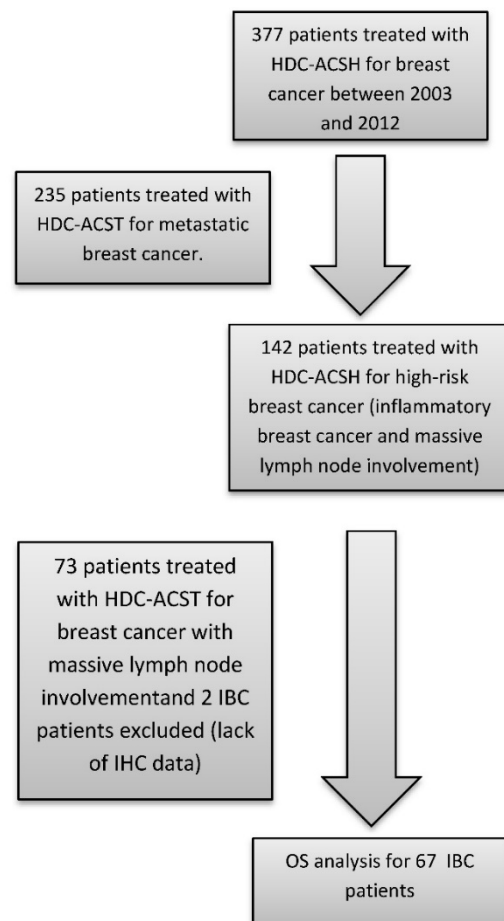 377 patients treated with
HDC-ACSH for breast
cancer between 2003
and 2012
235 patients treated with
HDC-ACST for metastatic
breast cancer.
142 patients treated with
HDC-ACSH for high-risk
breast cancer (inflammatory
breast cancer and massive
lymph node involvement)
73 patients treated
with HDC-ACST for
breast cancer with
massive lymph node
involvementand 2 IBC
patients excluded (lack
of IHC data)
OS analysis for 67 IBC
patients